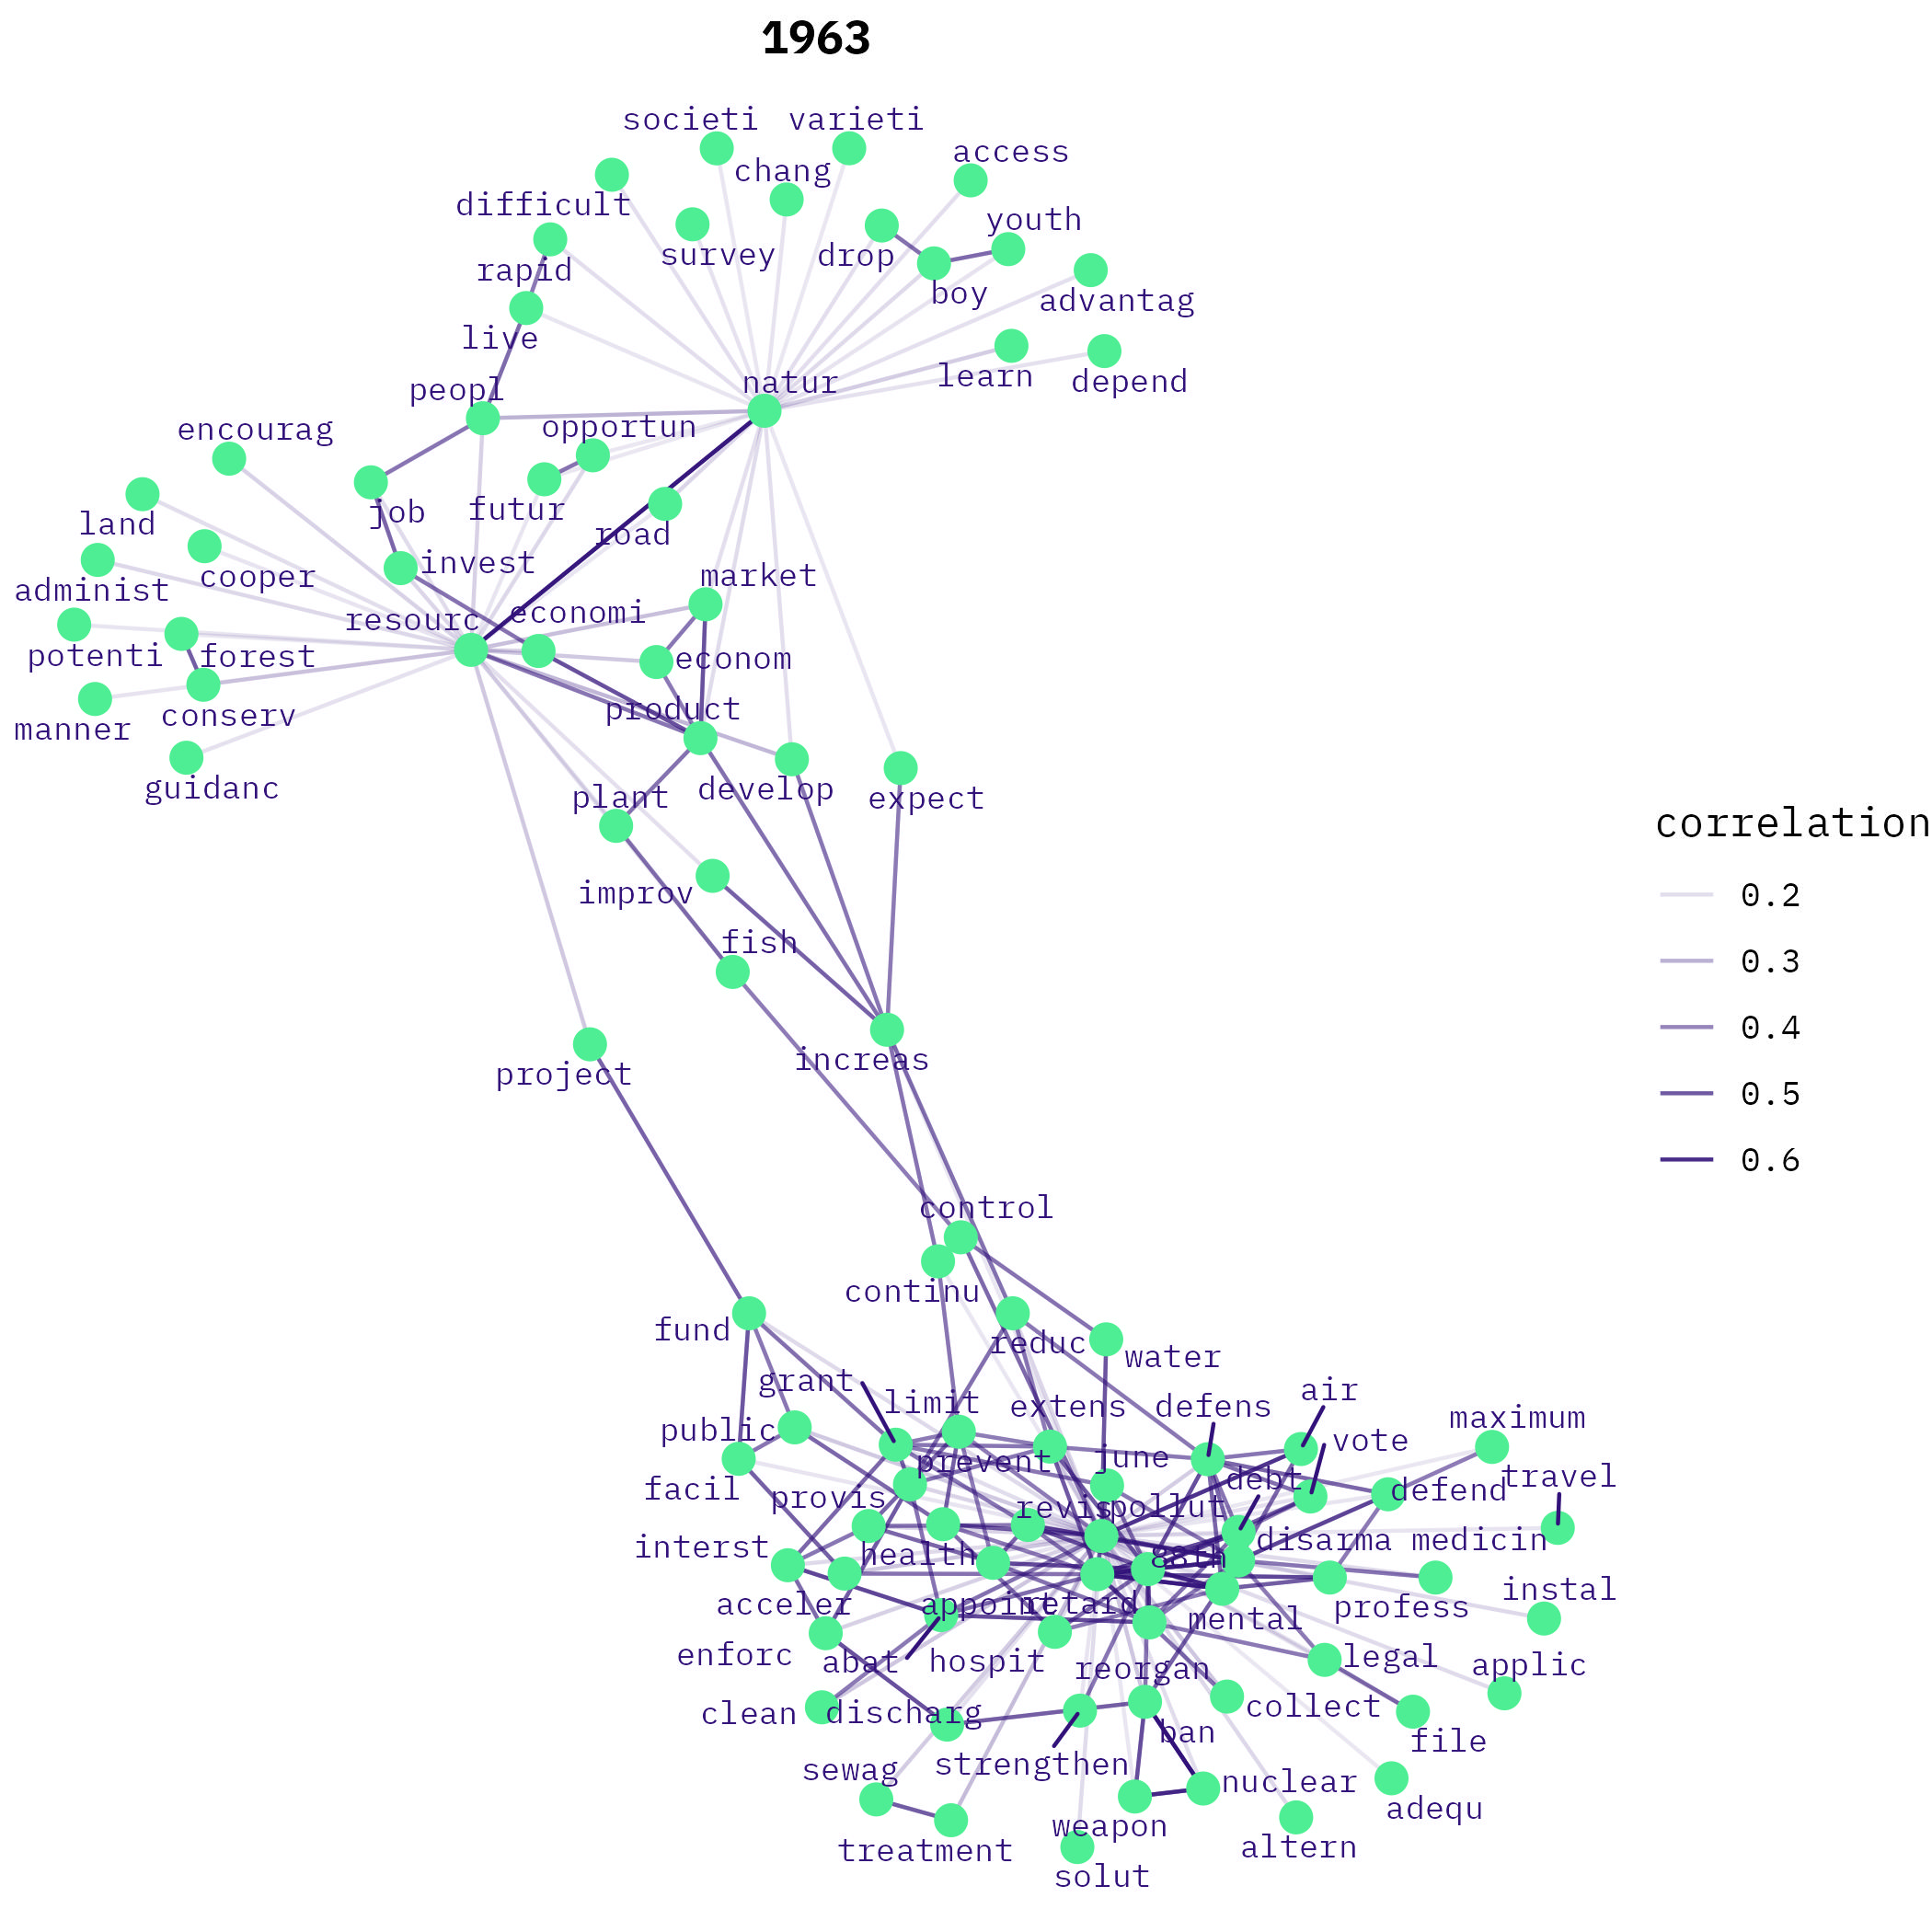 1963
societi
varieti
access
chang
difficult
youth
survey
drop
rapid
boy
advantag
live
learn
depend
natur
peopl
opportun
encourag
job
futur
land
road
cooper
invest
administ
market
economi
resourc
potenti
forest
econom
product
conserv
manner
guidanc
plant
develop
expect
improv
fish
increas
project
control
continu
fund
reduc
water
grant
limit
extens
defens
air
maximum
public
vote
prevent
june
facil
provis
debt
defend
travel
revis
pollut
interst
health
88th
disarma
medicin
acceler
appoint
retard
mental
profess
instal
enforc
abat
hospit
reorgan
legal
applic
clean
discharg
collect
ban
file
strengthen
sewag
nuclear
weapon
adequ
treatment
solut
altern
correlation
0.2
0.3
0.4
0.5
0.6